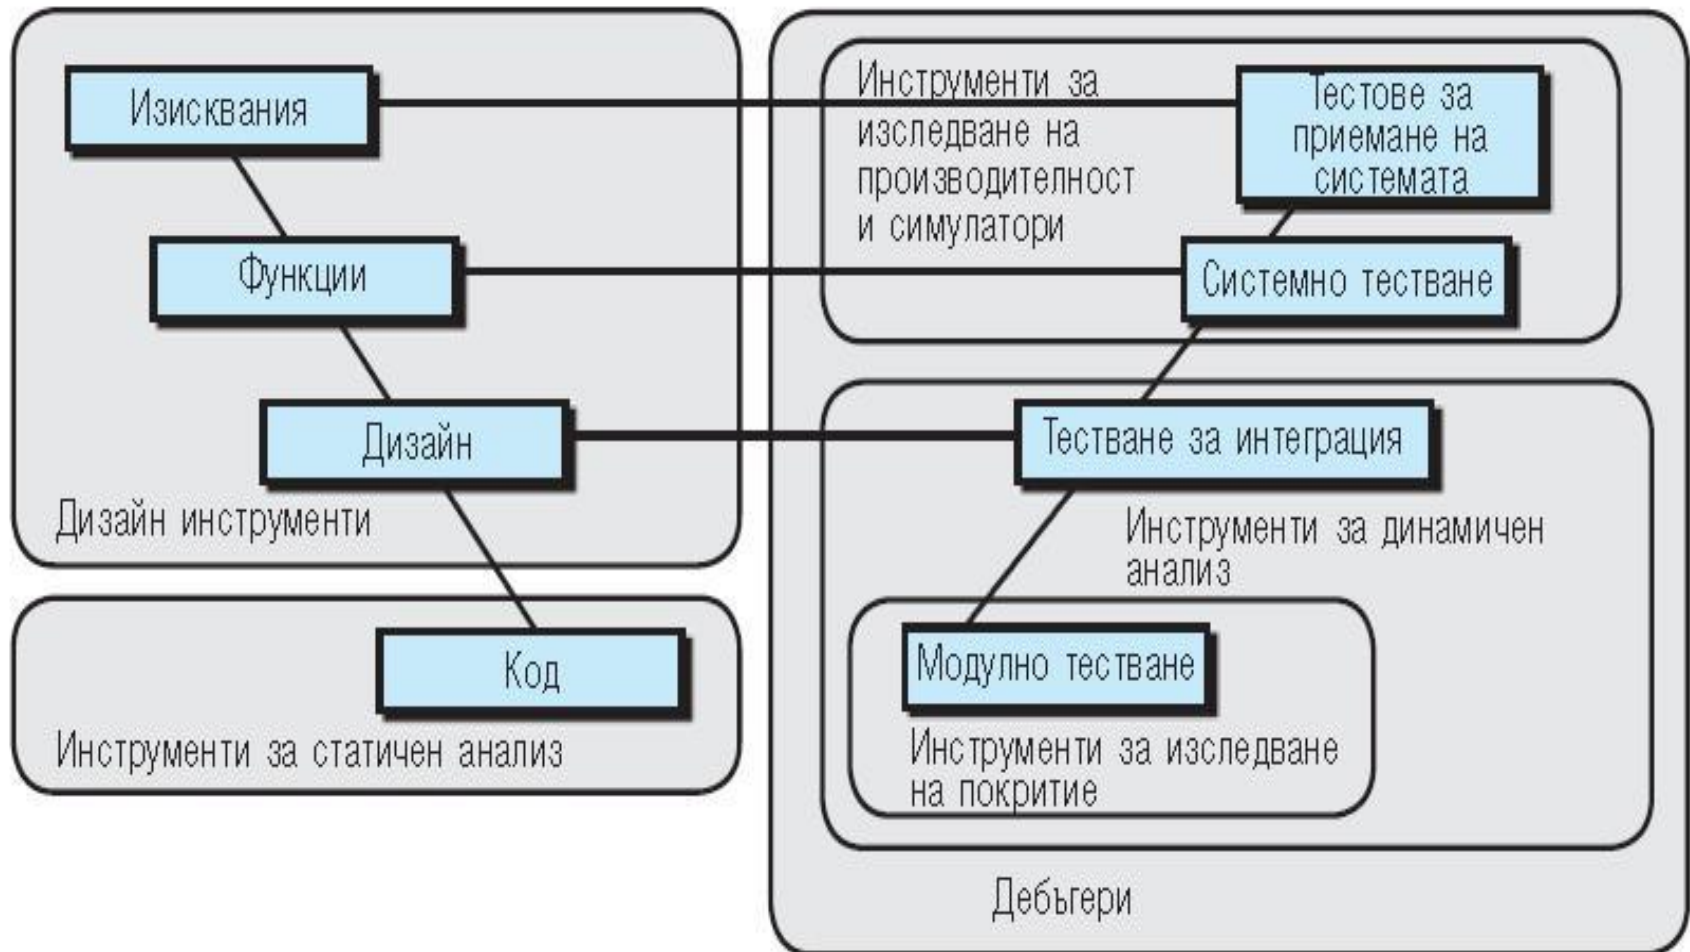 Изисквания
Функции
Дизайн
Дизайн инструменти
Код
Инструменти за статичен анализ
Инструменти за
изследване на
производителност
и симулатори
Тестове за
приемане на
системата
Системно тестване
Тестване за интеграция
Инструменти за динамичен
анализ
Модулно тестване
Инструменти за изследване
на покритие
Дебъгери